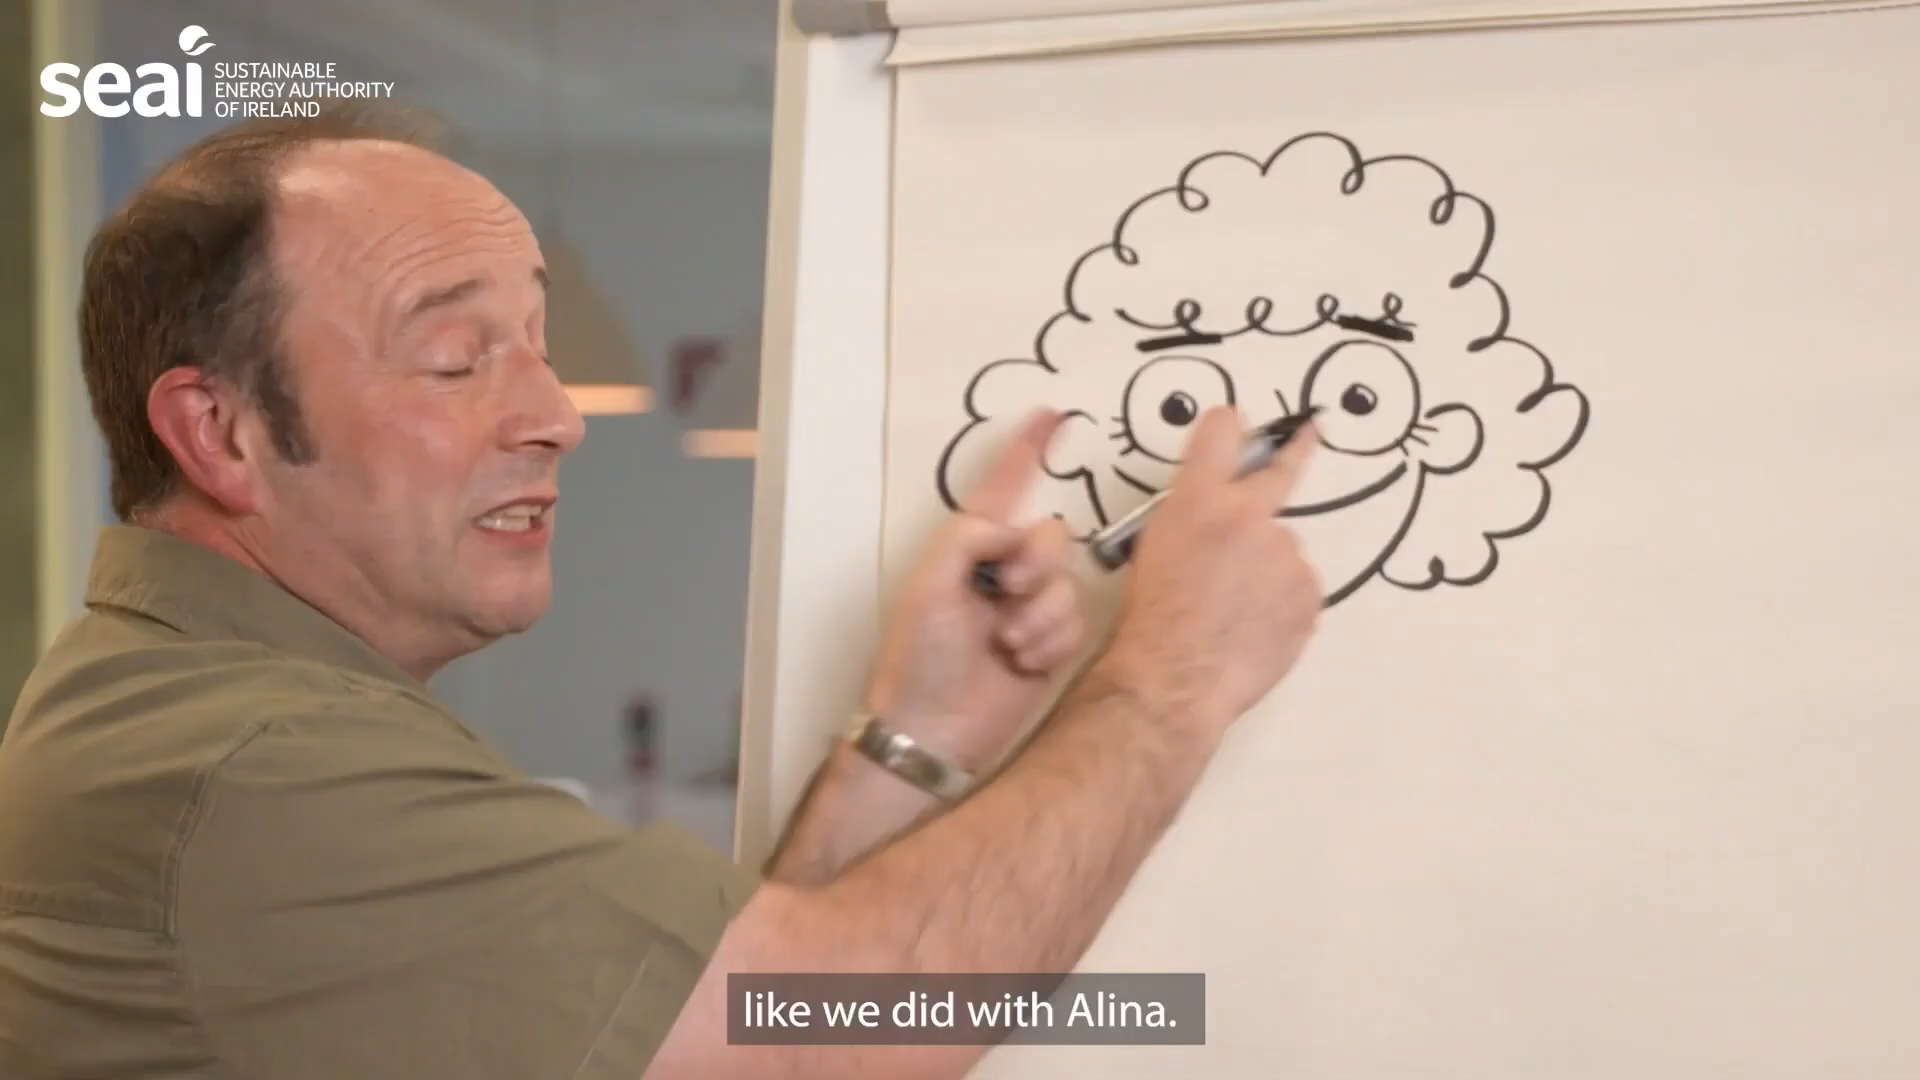 seai
SUSTAINABLE
ENERGY AUTHORITY
OF IRELAND
like we did with Alina.